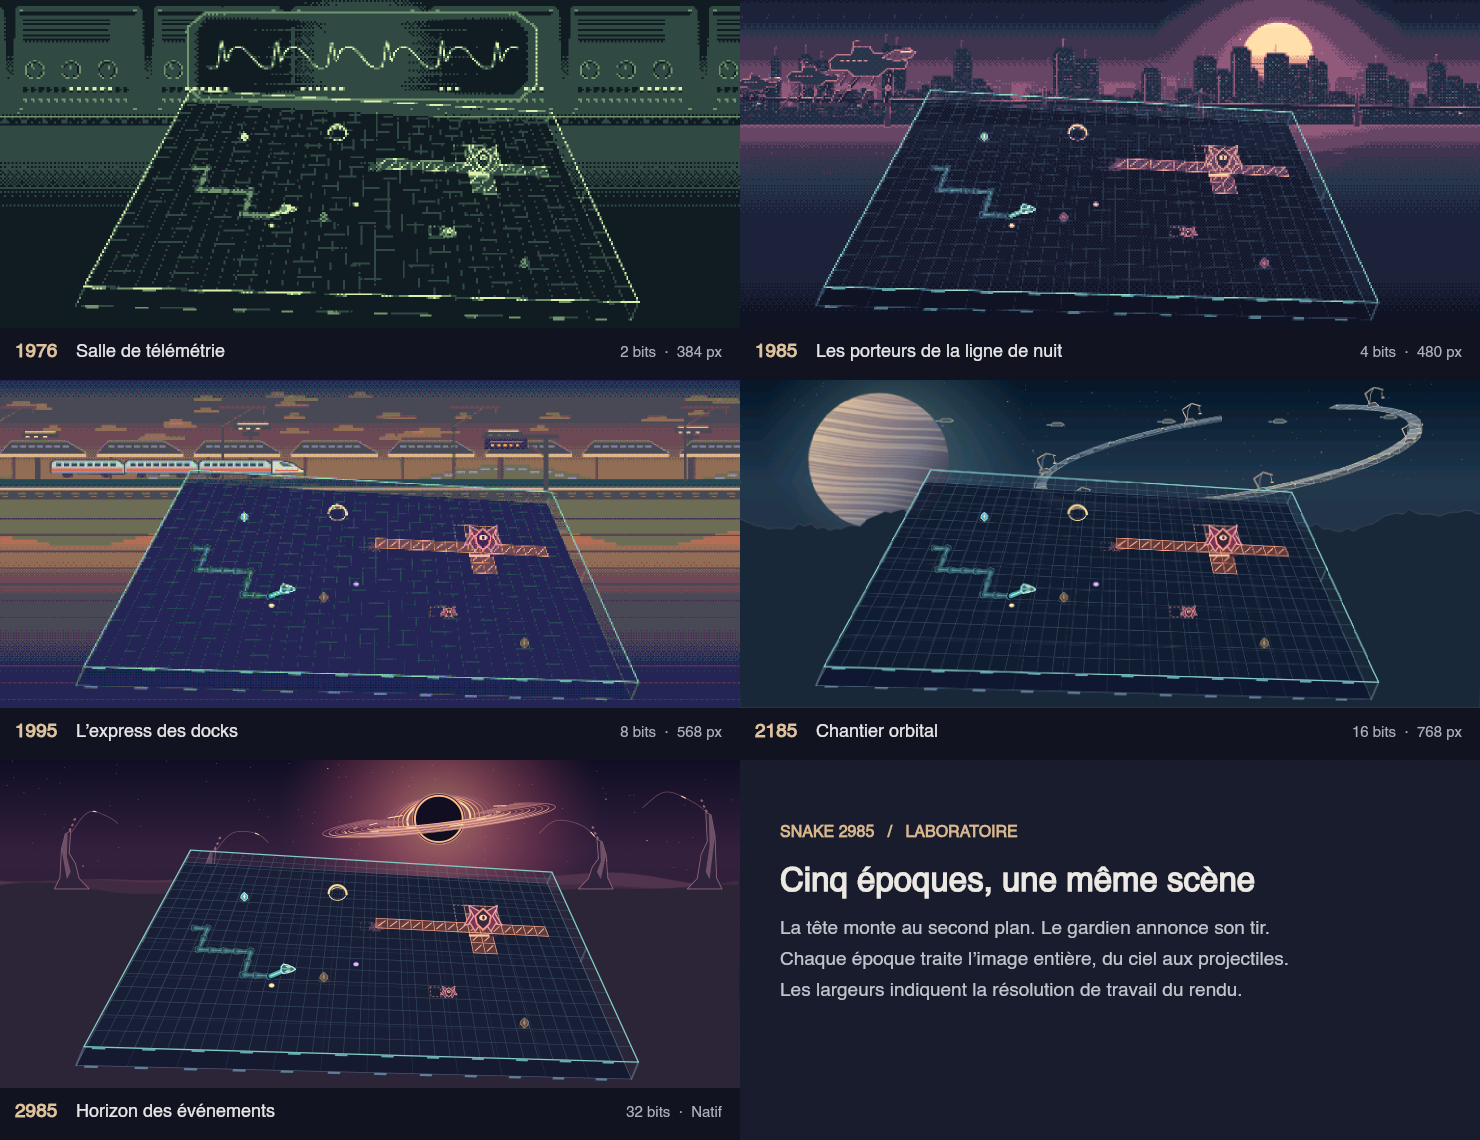 1976 Salle de télémétrie 2 bits · 384 px
1985 Les porteurs de la ligne de nuit 4 bits · 480 px
1995 L’express des docks 8 bits · 568 px
2185 Chantier orbital 16 bits · 768 px
2985 Horizon des événements 32 bits · Natif
SNAKE 2985 / LABORATOIRE
Cinq époques, une même scène
La tête monte au second plan. Le gardien annonce son tir.
Chaque époque traite l’image entière, du ciel aux projectiles.
Les largeurs indiquent la résolution de travail du rendu.